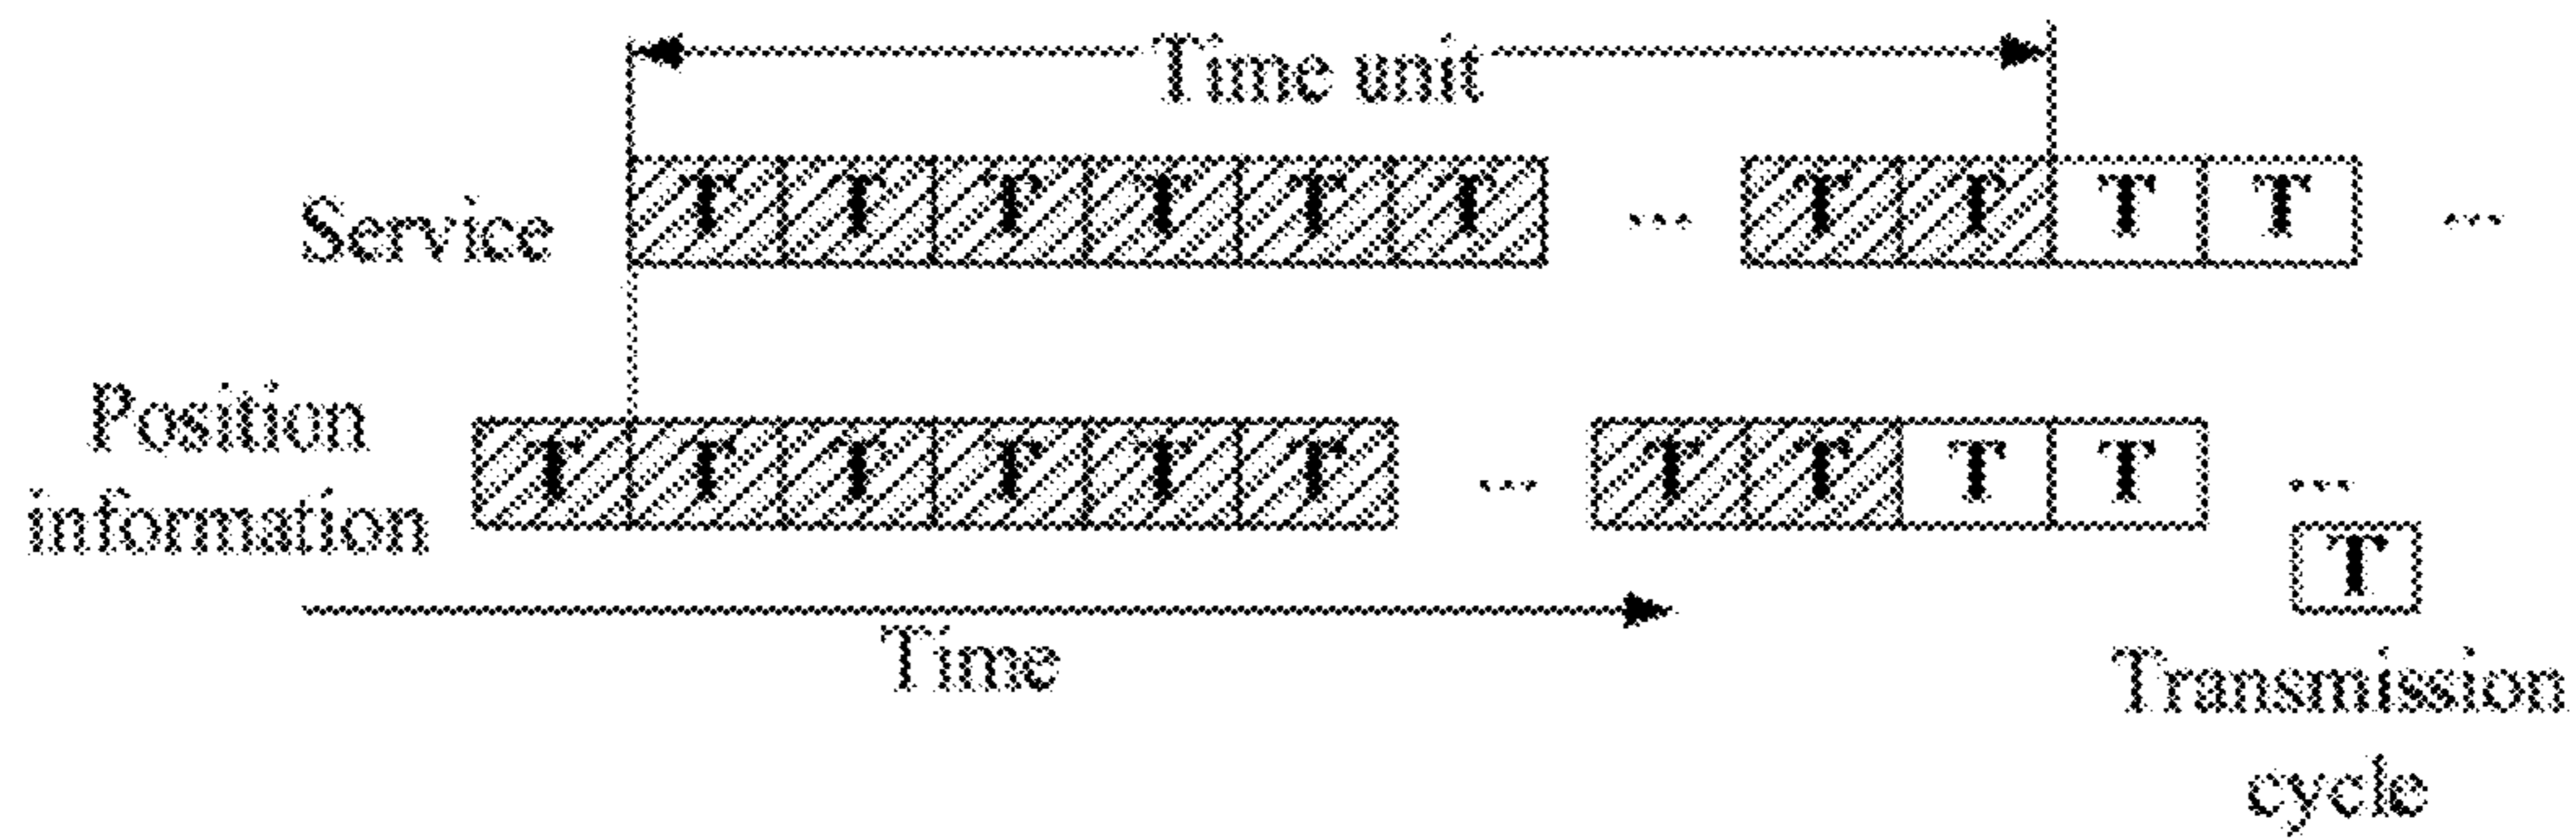 Time unit
Service T T T T T T ... T T T T ...
Position
information
T T T T T T ... T T T T ...
T
Time
Transmission
cycle